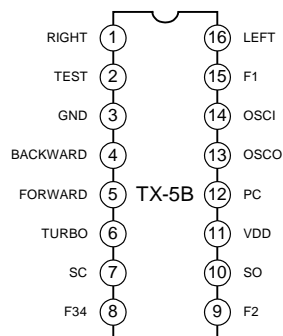 RIGHT 1 16 LEFT
TEST 2 15 F1
GND 3 14 OSCI
BACKWARD 4 13 OSCO
FORWARD 5 TX-5B 12 PC
TURBO 6 11 VDD
SC 7 10 SO
F34 8 9 F2